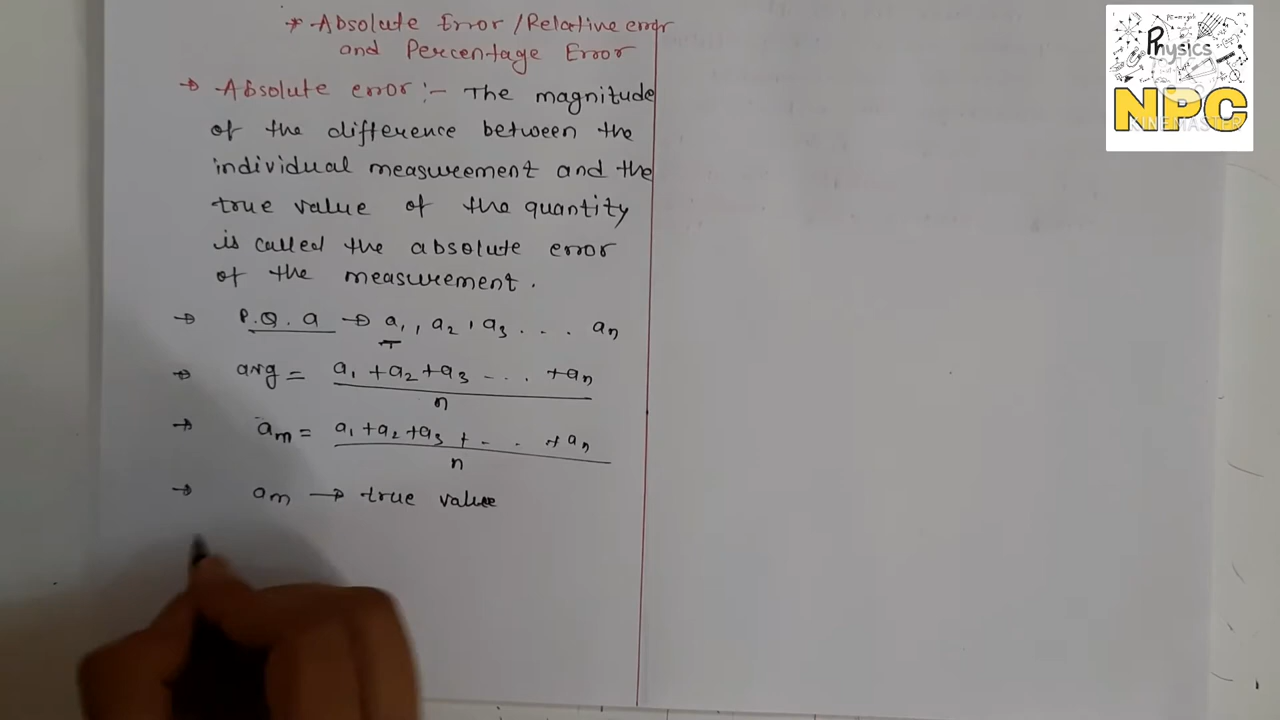 * Absolute Error / Relative error
and Percentage Error
→ Absolute error :- The magnitude
of the difference between the
individual measurement and the
true value of the quantity
is called the absolute error
of the measurement.
→ P.Q. a → a₁, a₂, a₃ . . . aₙ
→ avg = a₁ + a₂ + a₃ - . . . + aₙ
n
→ aₘ = a₁ + a₂ + a₃ + - . . + aₙ
n
→ aₘ → true value
Physics
NPC
KINEMASTER